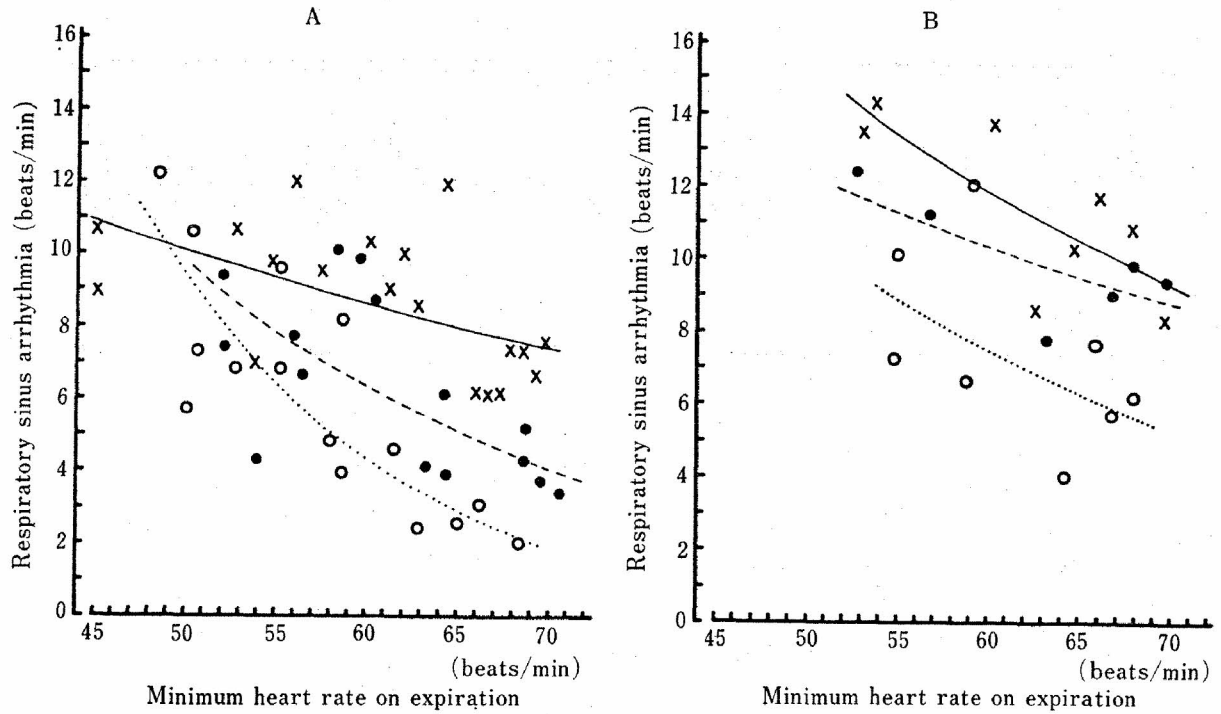 A
Respiratory sinus arrhythmia (beats/min)
16
14
12
10
8
6
4
2
0
45 50 55 60 65 70
(beats/min)
Minimum heart rate on expiration
B
Respiratory sinus arrhythmia (beats/min)
16
14
12
10
8
6
4
2
0
45 50 55 60 65 70
(beats/min)
Minimum heart rate on expiration